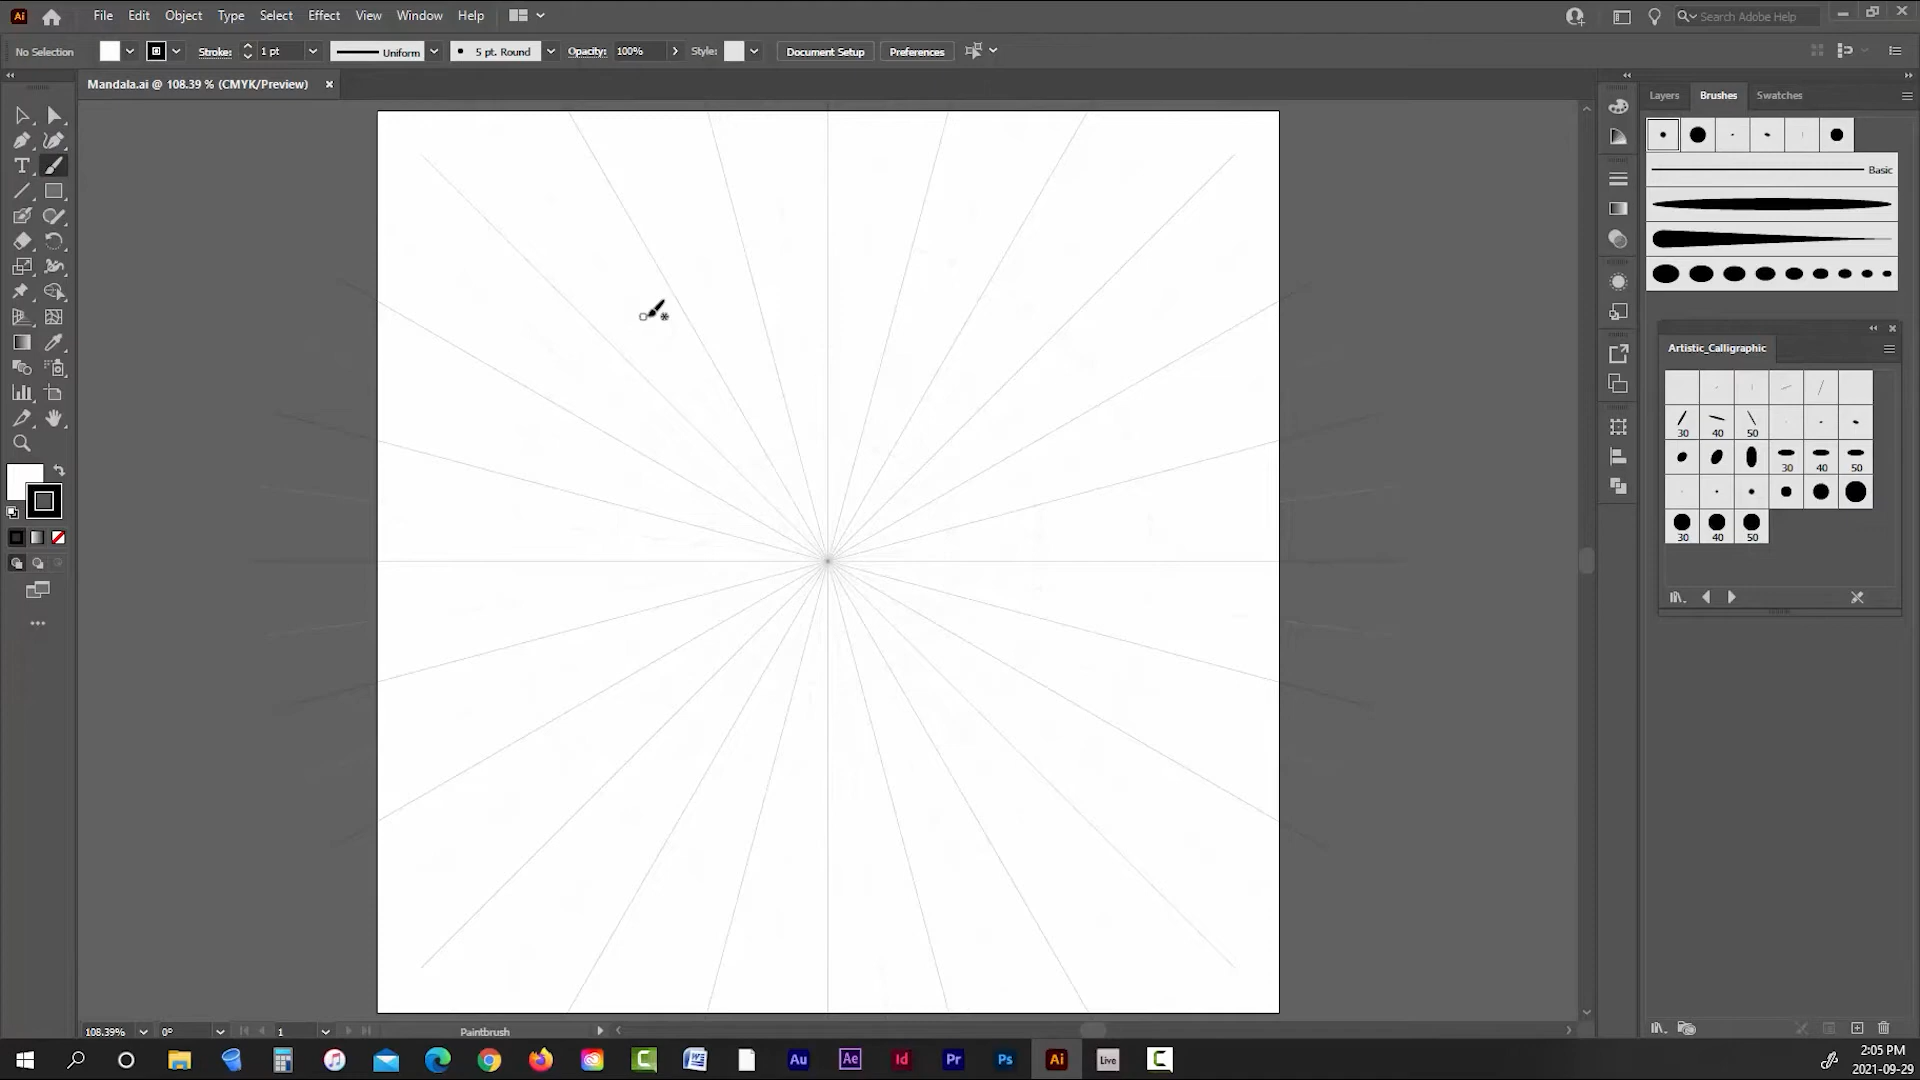 Ai File Edit Object Type Select Effect View Window Help Search Adobe Help
No Selection Stroke: 1 pt Uniform 5 pt. Round Opacity: 100% Style: Document Setup Preferences
Mandala.ai @ 108.39 % (CMYK/Preview)
Layers Brushes Swatches
Basic
Artistic_Calligraphic
30 40 50
30 40 50
30 40 50
T
108.39% 0° 1 Paintbrush
Au Ae Id Pr Ps Ai Live
2:05 PM
2021-09-29